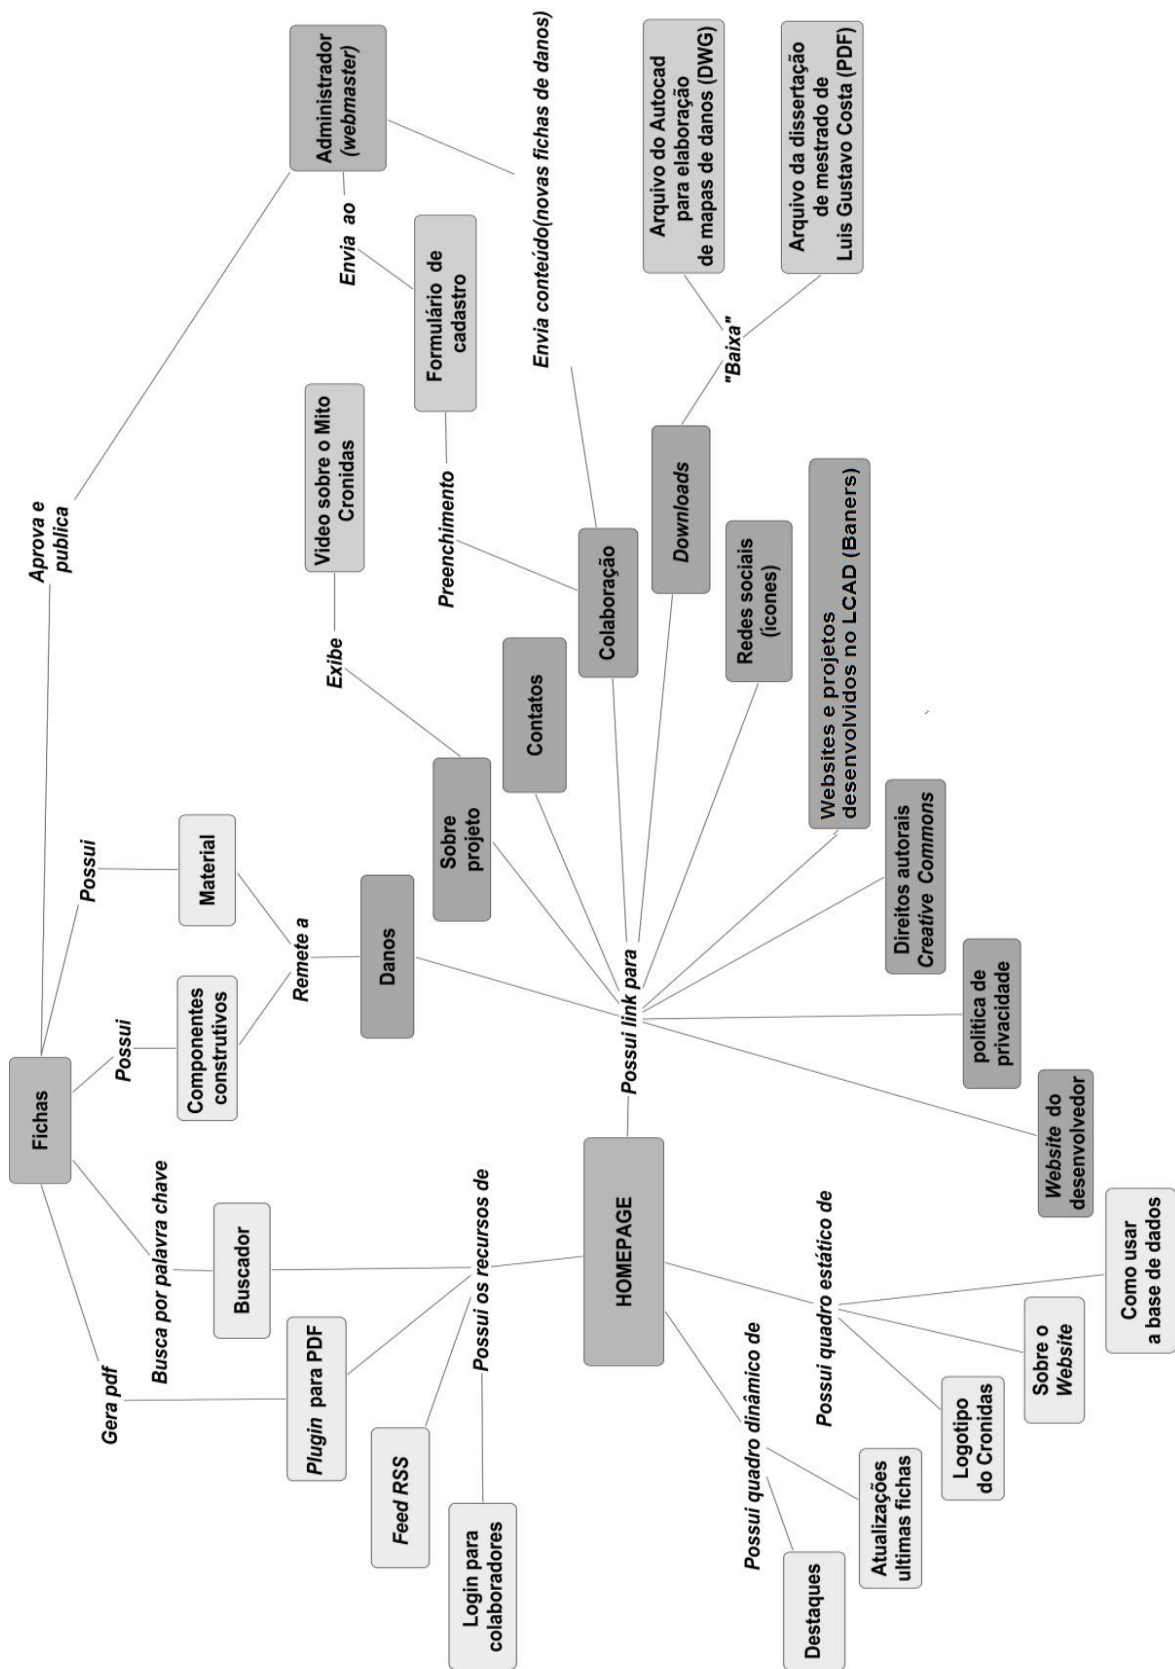 Fichas
Aprova e
publica
Administrador
(webmaster)
Gera pdf
Busca por palavra chave
Possui
Possui
Envia ao
Buscador
Componentes
construtivos
Material
Plugin para PDF
Remete a
Exibe
Video sobre o Mito
Cronidas
Formulário de
cadastro
Feed RSS
Danos
Preenchimento
Login para
colaboradores
Possui os recursos de
Sobre
projeto
Contatos
Envia conteúdo(novas fichas de danos)
HOMEPAGE
Possui link para
Colaboração
Downloads
"Baixa"
Arquivo do Autocad
para elaboração
de mapas de danos (DWG)
Arquivo da dissertação
de mestrado de
Luis Gustavo Costa (PDF)
Redes sociais
(ícones)
Websites e projetos
desenvolvidos no LCAD (Baners)
Direitos autorais
Creative Commons
politica de
privacidade
Website do
desenvolvedor
Possui quadro dinâmico de
Destaques
Atualizações
ultimas fichas
Possui quadro estático de
Logotipo
do Cronidas
Sobre o
Website
Como usar
a base de dados